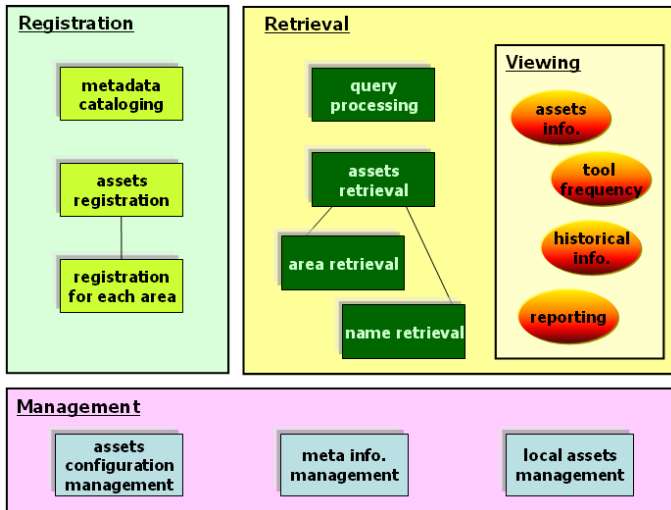 Registration
metadata
cataloging
assets
registration
registration
for each area
Retrieval
query
processing
assets
retrieval
area retrieval
name retrieval
Viewing
assets
info.
tool
frequency
historical
info.
reporting
Management
assets
configuration
management
meta info.
management
local assets
management